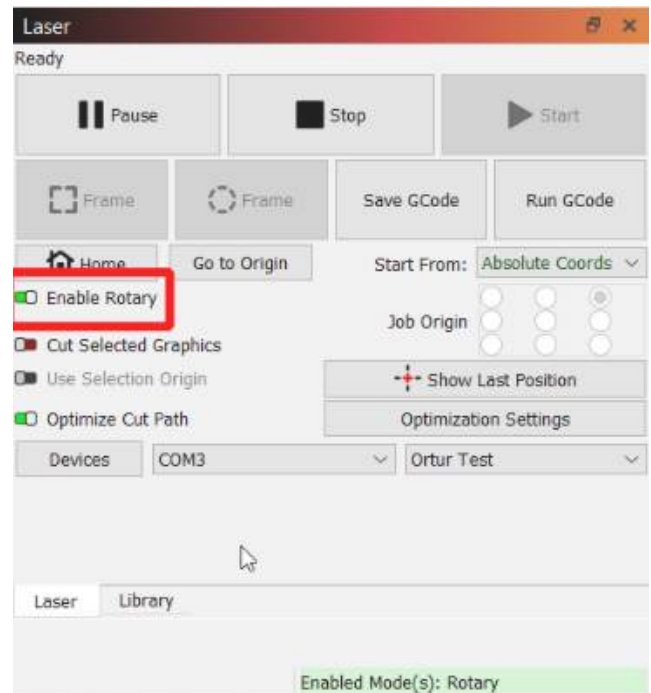 Laser
Ready
Pause Stop Start
Frame Frame Save GCode Run GCode
Home Go to Origin Start From: Absolute Coords
Enable Rotary
Job Origin
Cut Selected Graphics
Use Selection Origin Show Last Position
Optimize Cut Path Optimization Settings
Devices COM3 Ortur Test
Laser Library
Enabled Mode(s): Rotary